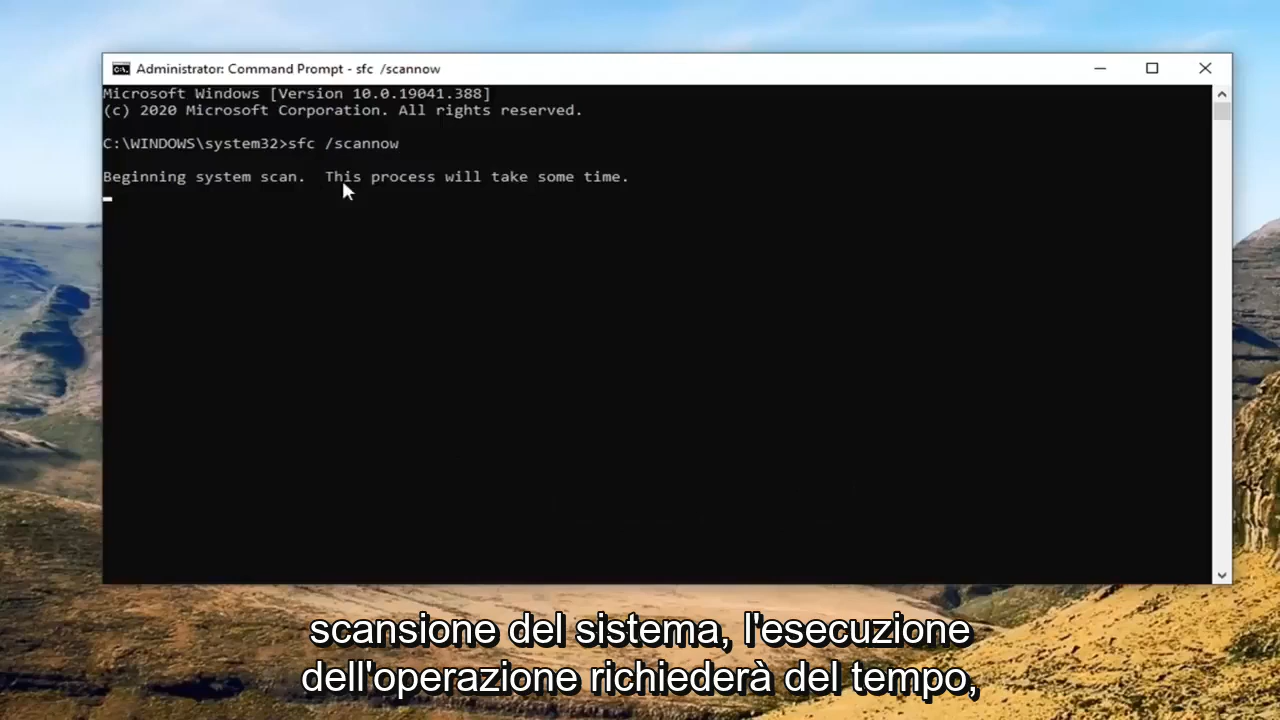 Administrator: Command Prompt - sfc  /scannow
Microsoft Windows [Version 10.0.19041.388]
(c) 2020 Microsoft Corporation. All rights reserved.
C:\WINDOWS\system32>sfc /scannow
Beginning system scan.  This process will take some time.
scansione del sistema, l'esecuzione
dell'operazione richiederà del tempo,